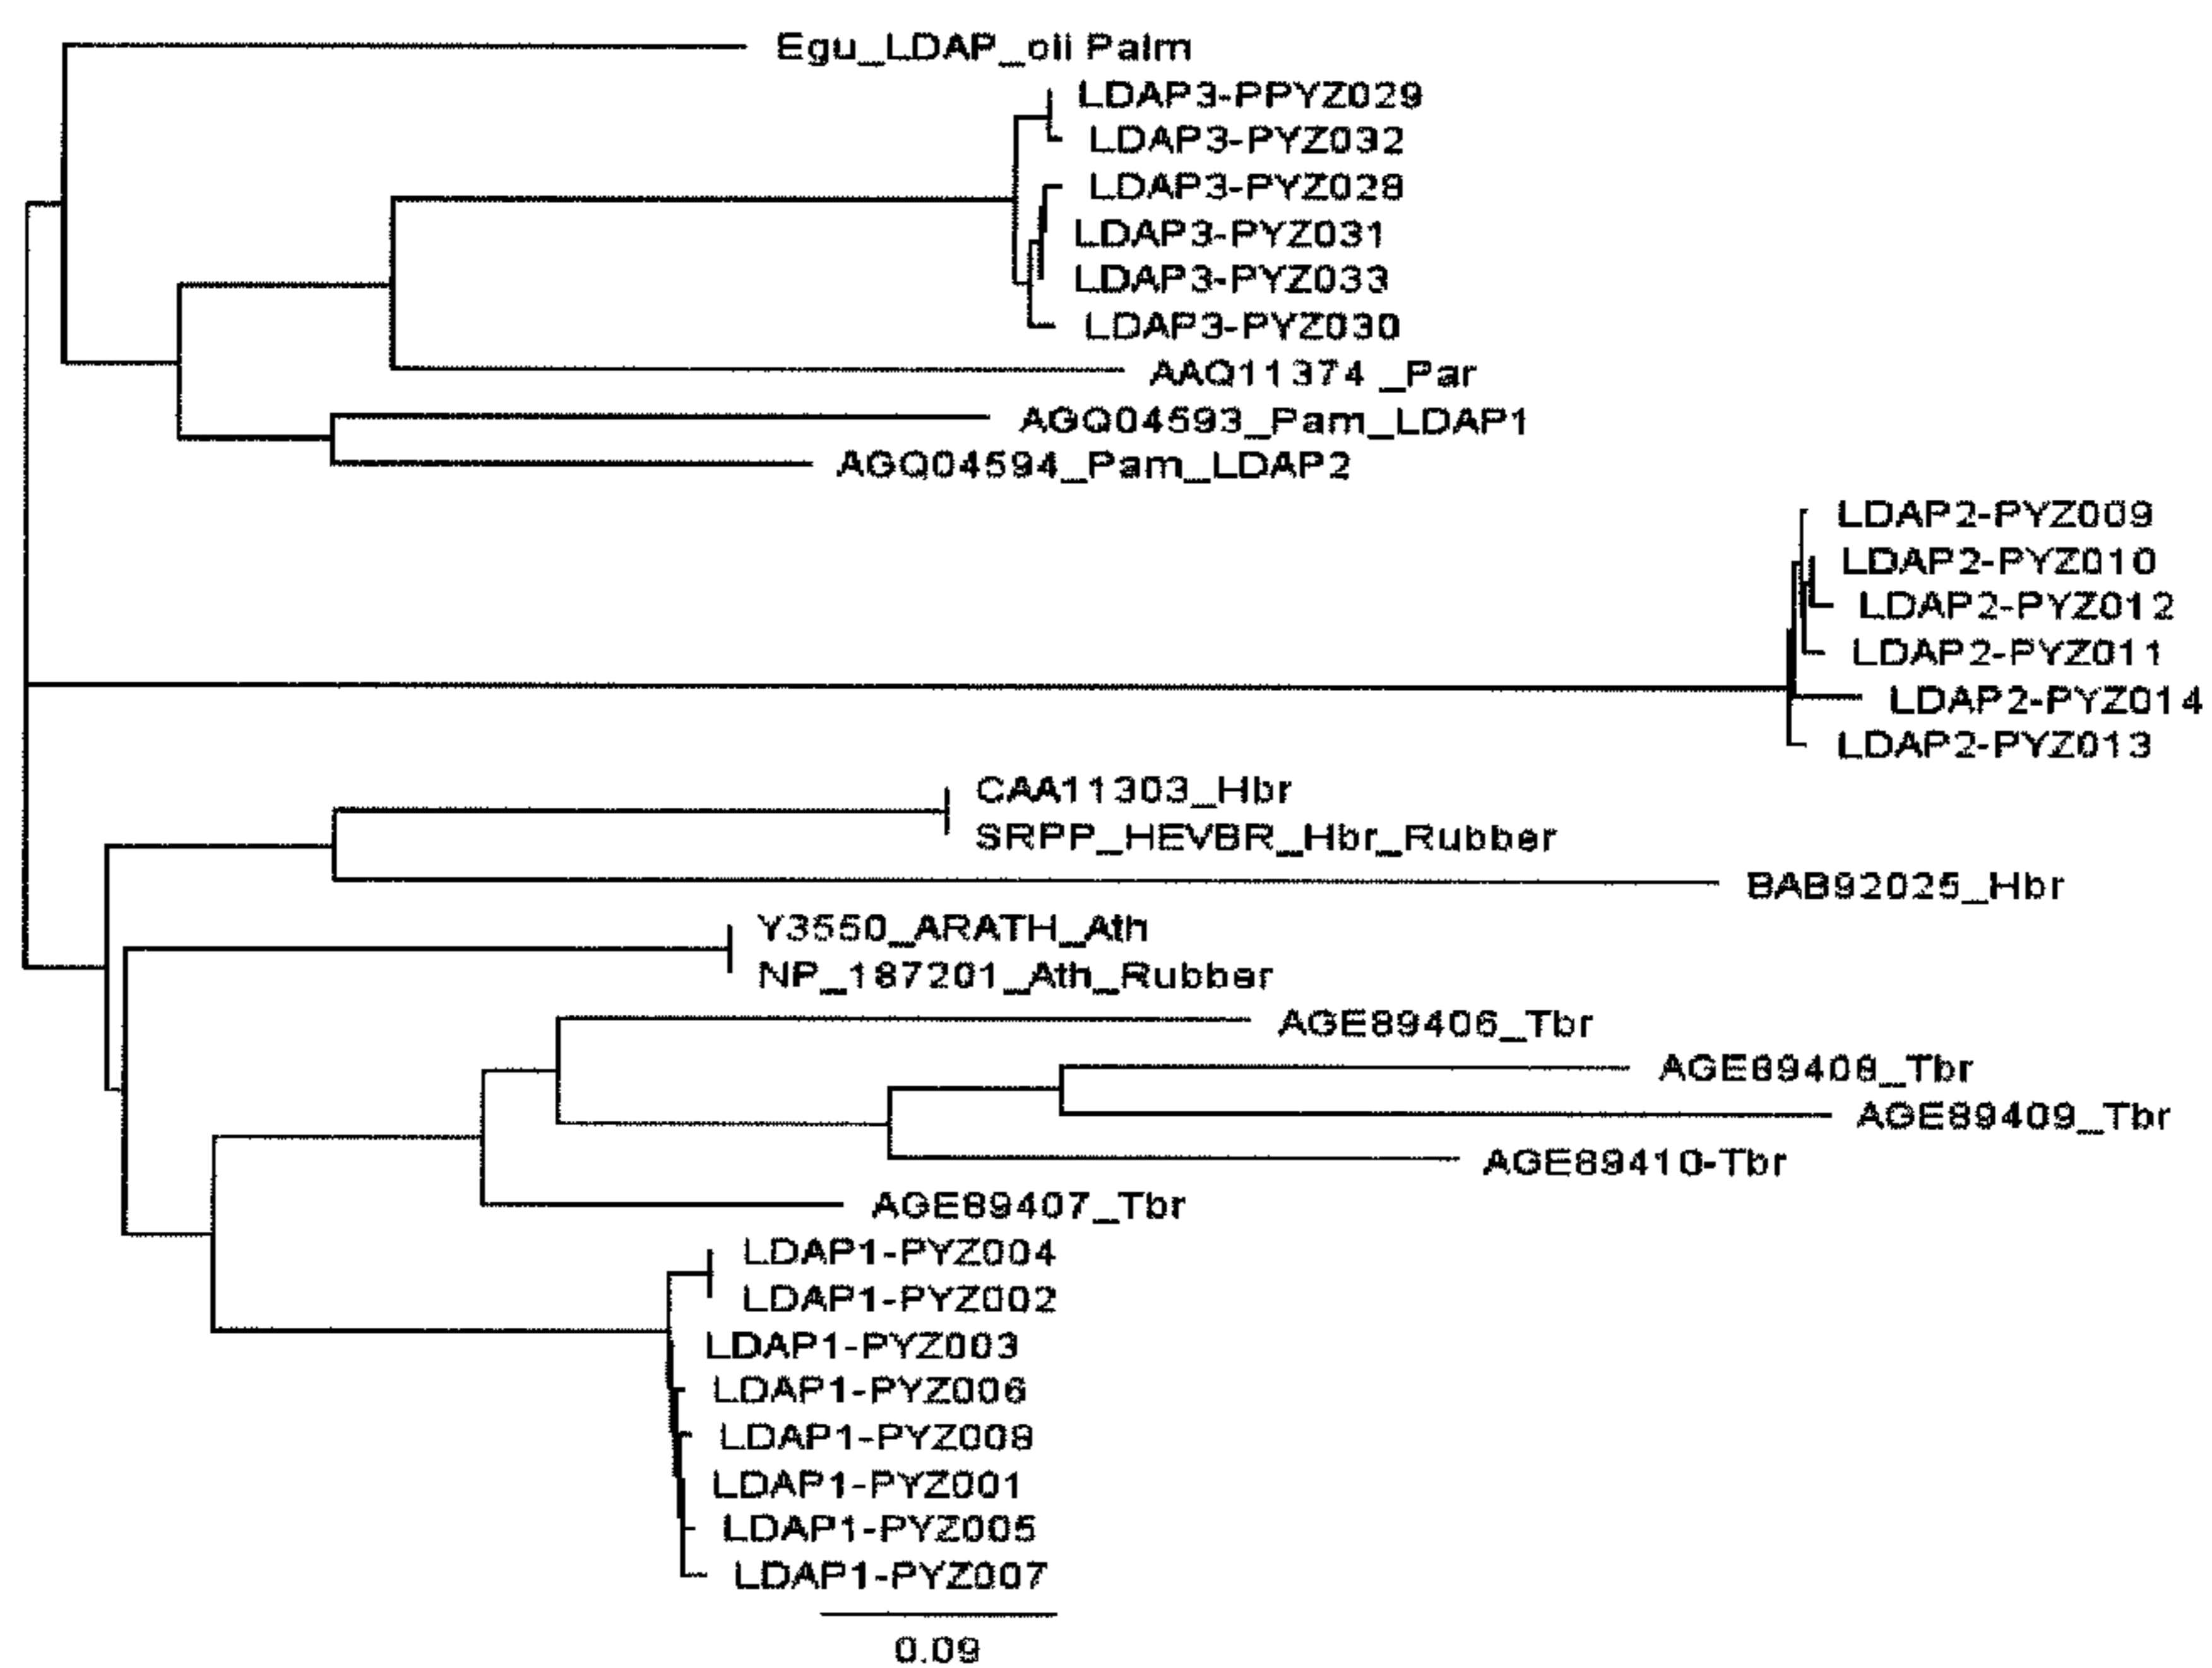 Egu_LDAP_oil Palm
LDAP3-PPYZ029
LDAP3-PYZ032
LDAP3-PYZ028
LDAP3-PYZ031
LDAP3-PYZ033
LDAP3-PYZ030
AAQ11374 _Par
AGQ04593_Pam_LDAP1
AGQ04594_Pam_LDAP2
LDAP2-PYZ009
LDAP2-PYZ010
LDAP2-PYZ012
LDAP2-PYZ011
LDAP2-PYZ014
LDAP2-PYZ013
CAA11303_Hbr
SRPP_HEVBR_Hbr_Rubber
BAB92025_Hbr
Y3550_ARATH_Ath
NP_187201_Ath_Rubber
AGE89406_Tbr
AGE89408_Tbr
AGE89409_Tbr
AGE89410-Tbr
AGE89407_Tbr
LDAP1-PYZ004
LDAP1-PYZ002
LDAP1-PYZ003
LDAP1-PYZ006
LDAP1-PYZ008
LDAP1-PYZ001
LDAP1-PYZ005
LDAP1-PYZ007
0.09